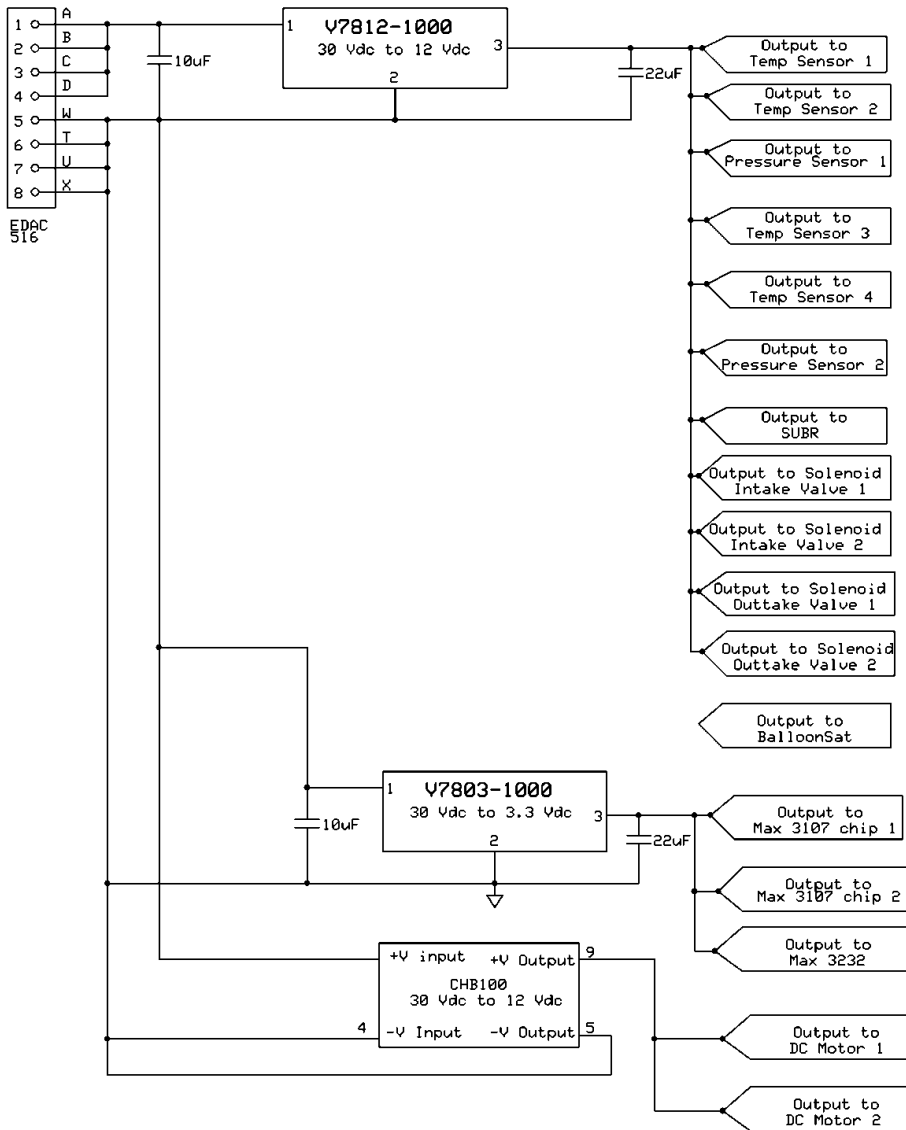 1 A
2 B
3 C
4 D
5 W
6 T
7 U
8 X
EDAC
516
10uF
1
V7812-1000
30 Vdc to 12 Vdc
3
2
22uF
Output to
Temp Sensor 1
Output to
Temp Sensor 2
Output to
Pressure Sensor 1
Output to
Temp Sensor 3
Output to
Temp Sensor 4
Output to
Pressure Sensor 2
Output to
SUBR
Output to Solenoid
Intake Valve 1
Output to Solenoid
Intake Valve 2
Output to Solenoid
Outtake Valve 1
Output to Solenoid
Outtake Valve 2
Output to
BalloonSat
10uF
1
V7803-1000
30 Vdc to 3.3 Vdc
3
2
22uF
Output to
Max 3107 chip 1
Output to
Max 3107 chip 2
Output to
Max 3232
+V input +V Output 9
CHB100
30 Vdc to 12 Vdc
4 -V Input -V Output 5
Output to
DC Motor 1
Output to
DC Motor 2